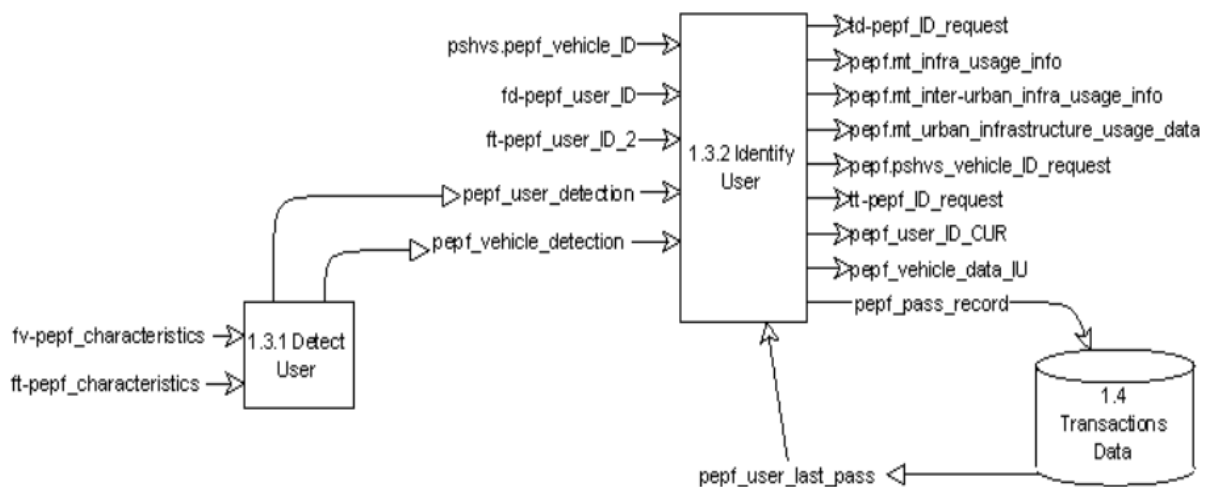 td-pepf_ID_request
pshvs.pepf_vehicle_ID
pepf.mt_infra_usage_info
fd-pepf_user_ID
pepf.mt_inter-urban_infra_usage_info
ft-pepf_user_ID_2
pepf.mt_urban_infrastructure_usage_data
1.3.2 Identify
User
pepf.pshvs_vehicle_ID_request
pepf_user_detection
tt-pepf_ID_request
pepf_vehicle_detection
pepf_user_ID_CUR
pepf_vehicle_data_IU
pepf_pass_record
fv-pepf_characteristics
1.3.1 Detect
User
ft-pepf_characteristics
1.4
Transactions
Data
pepf_user_last_pass